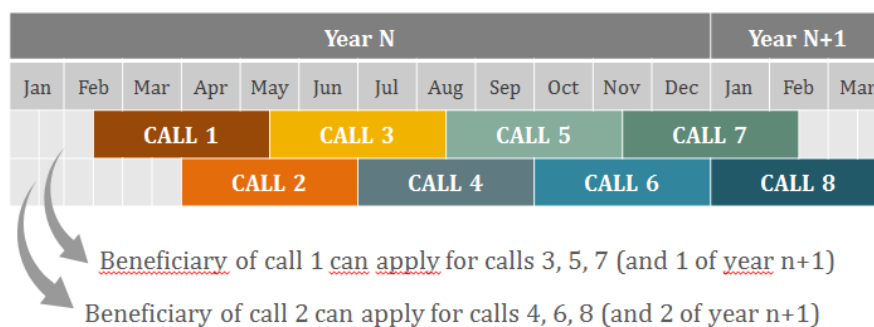 Year N Year N+1
Jan Feb Mar Apr May Jun Jul Aug Sep Oct Nov Dec Jan Feb Mar
CALL 1 CALL 3 CALL 5 CALL 7
CALL 2 CALL 4 CALL 6 CALL 8
Beneficiary of call 1 can apply for calls 3, 5, 7 (and 1 of year n+1)
Beneficiary of call 2 can apply for calls 4, 6, 8 (and 2 of year n+1)